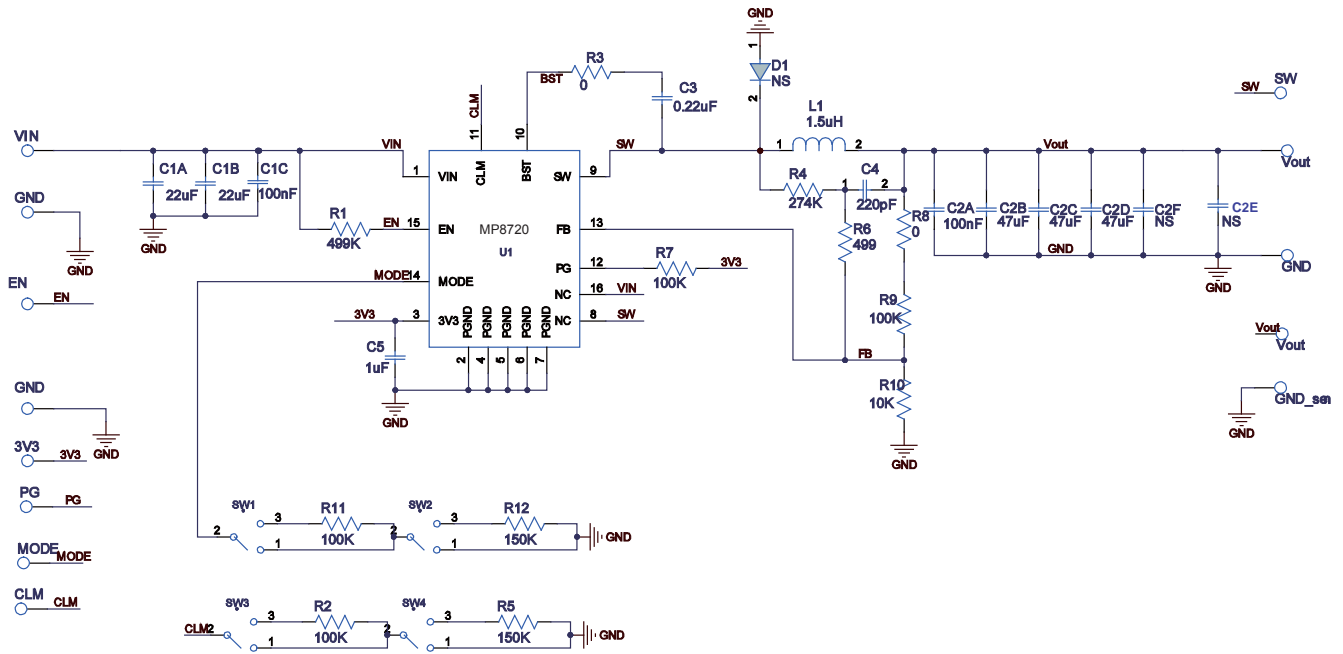 GND
1
D1
NS
2
R3
BST
0
C3
0.22uF
CLM
11
10
SW
SW
L1
1.5uH
1
2
VIN
VIN
C1A
22uF
C1B
22uF
C1C
100nF
GND
1
VIN
CLM
BST
SW
9
SW
Vout
Vout
GND
GND
R1
499K
EN
15
EN
MP8720
U1
FB
13
R4
274K
1
C4
2
220pF
R6
499
R8
0
C2A
100nF
C2B
47uF
C2C
47uF
C2D
47uF
C2F
NS
C2E
NS
GND
GND
GND
MODE
14
MODE
PG
12
R7
100K
3V3
NC
16
VIN
NC
8
SW
EN
EN
3V3
3
3V3
PGND
PGND
PGND
PGND
PGND
2
4
5
6
7
C5
1uF
GND
R9
100K
FB
R10
10K
GND
Vout
Vout
GND_sen
GND
GND
GND
3V3
3V3
PG
PG
MODE
MODE
CLM
CLM
SW1
2
3
1
R11
100K
2
SW2
3
1
R12
150K
GND
SW3
CLM2
3
1
R2
100K
2
SW4
3
1
R5
150K
GND